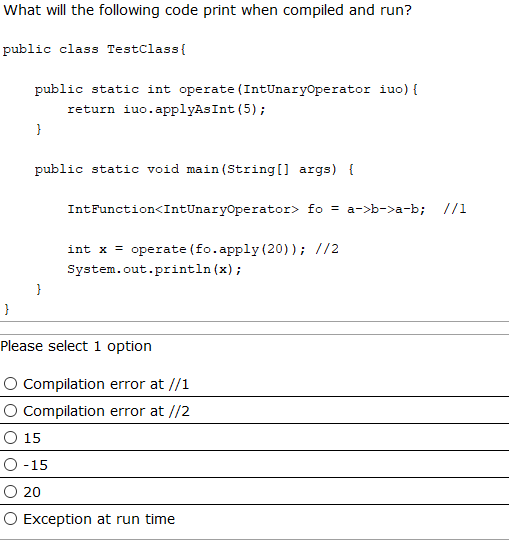 What will the following code print when compiled and run?
public class TestClass{
public static int operate(IntUnaryOperator iuo){
return iuo.applyAsInt(5);
}
public static void main(String[] args) {
IntFunction<IntUnaryOperator> fo = a->b->a-b; //1
int x = operate(fo.apply(20)); //2
System.out.println(x);
}
}
Please select 1 option
Compilation error at //1
Compilation error at //2
15
-15
20
Exception at run time